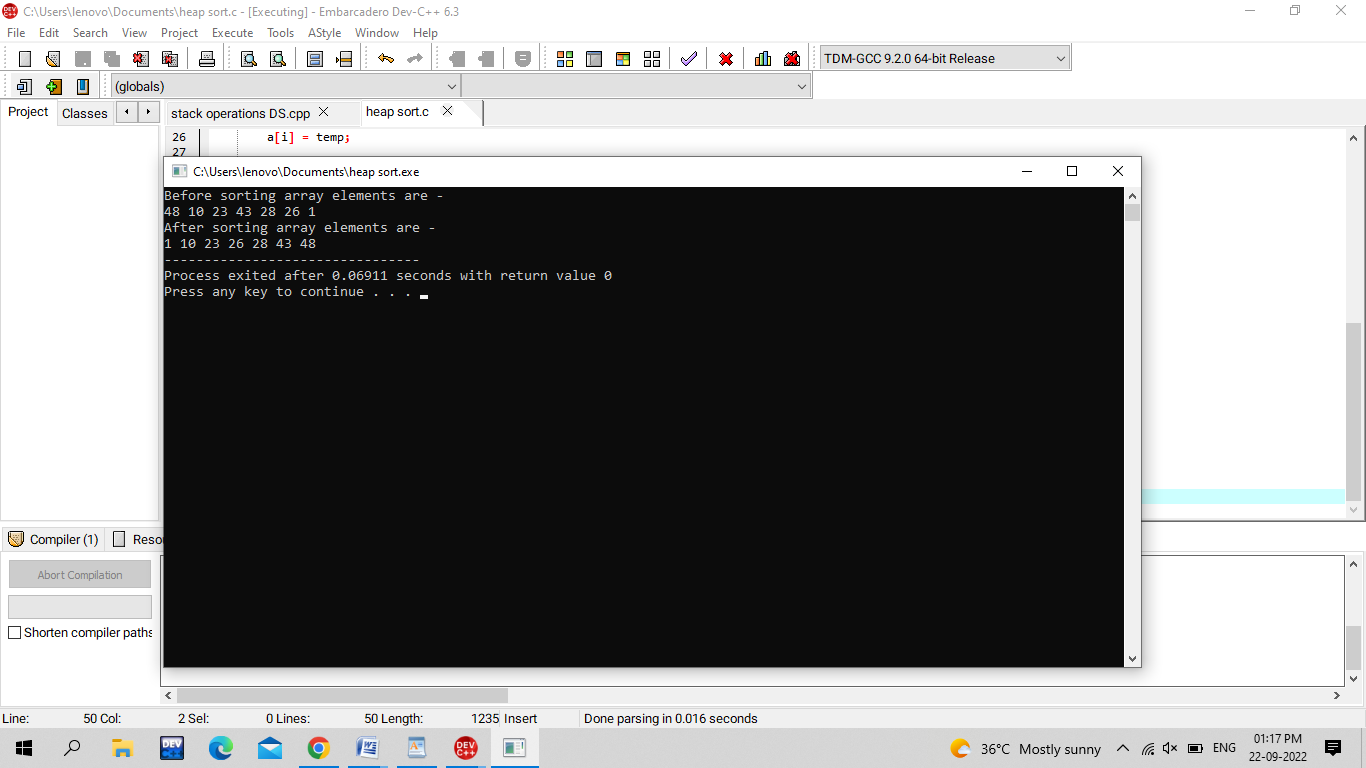 C:\Users\lenovo\Documents\heap sort.c - [Executing] - Embarcadero Dev-C++ 6.3
File Edit Search View Project Execute Tools AStyle Window Help
TDM-GCC 9.2.0 64-bit Release
(globals)
Project Classes stack operations DS.cpp heap sort.c
26 a[i] = temp;
27
C:\Users\lenovo\Documents\heap sort.exe
Before sorting array elements are -
48 10 23 43 28 26 1
After sorting array elements are -
1 10 23 26 28 43 48
--------------------------------
Process exited after 0.06911 seconds with return value 0
Press any key to continue . . .
Compiler (1) Resou
Abort Compilation
Shorten compiler paths
Line: 50 Col: 2 Sel: 0 Lines: 50 Length: 1235 Insert Done parsing in 0.016 seconds
DEV C++ W DEV C++ 36°C Mostly sunny ENG 01:17 PM
22-09-2022